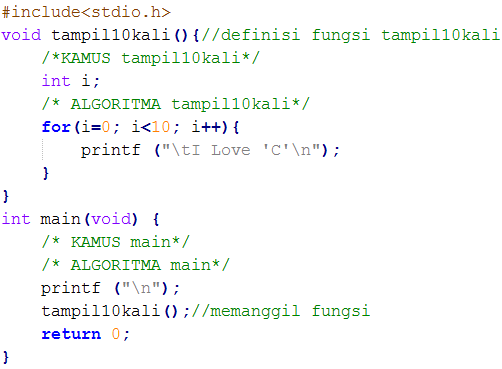 #include<stdio.h>
void tampil10kali(){//definisi fungsi tampil10kali
    /*KAMUS tampil10kali*/
    int i;
    /* ALGORITMA tampil10kali*/
    for(i=0; i<10; i++){
        printf ("\tI Love 'C'\n");
    }
}
int main(void) {
    /* KAMUS main*/
    /* ALGORITMA main*/
    printf ("\n");
    tampil10kali();//memanggil fungsi
    return 0;
}